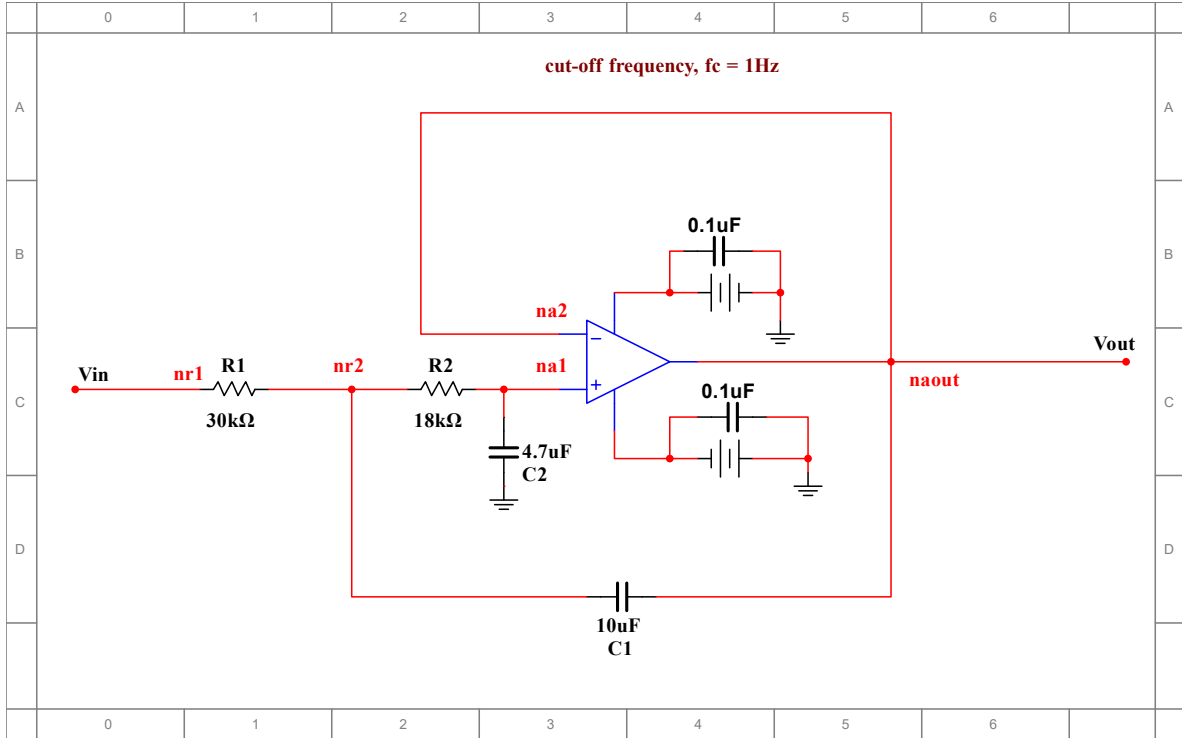 0 1 2 3 4 5 6
cut-off frequency, fc = 1Hz
A A
0.1uF
B B
na2
Vout
Vin nr1 R1 nr2 R2 na1 0.1uF naout
C C
30kΩ 18kΩ
4.7uF
C2
D D
10uF
C1
− +
0 1 2 3 4 5 6